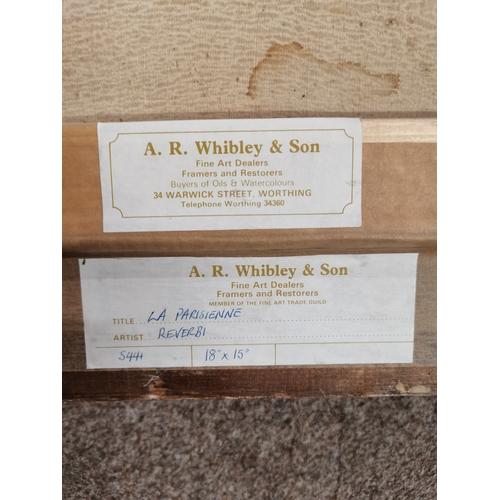 A. R. Whibley & Son
Fine Art Dealers
Framers and Restorers
Buyers of Oils & Watercolours
34 WARWICK STREET, WORTHING
Telephone Worthing 34360
A. R. Whibley & Son
Fine Art Dealers
Framers and Restorers
MEMBER OF THE FINE ART TRADE GUILD
TITLE LA PARISIENNE
ARTIST REVERBI
18" x 15"